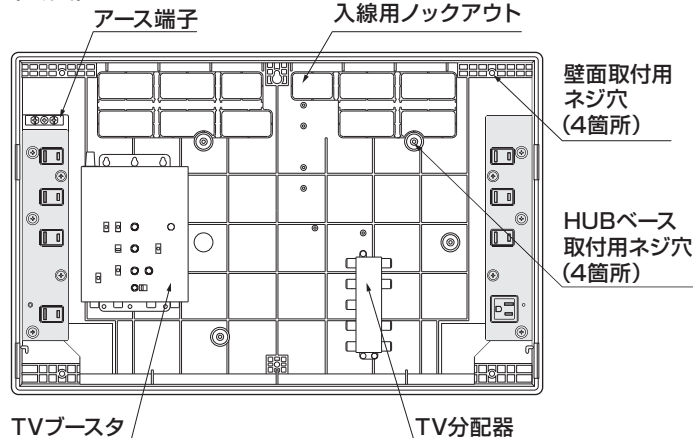 アース端子
入線用ノックアウト
壁面取付用
ネジ穴
(4箇所)
HUBベース
取付用ネジ穴
(4箇所)
TVブースタ
TV分配器